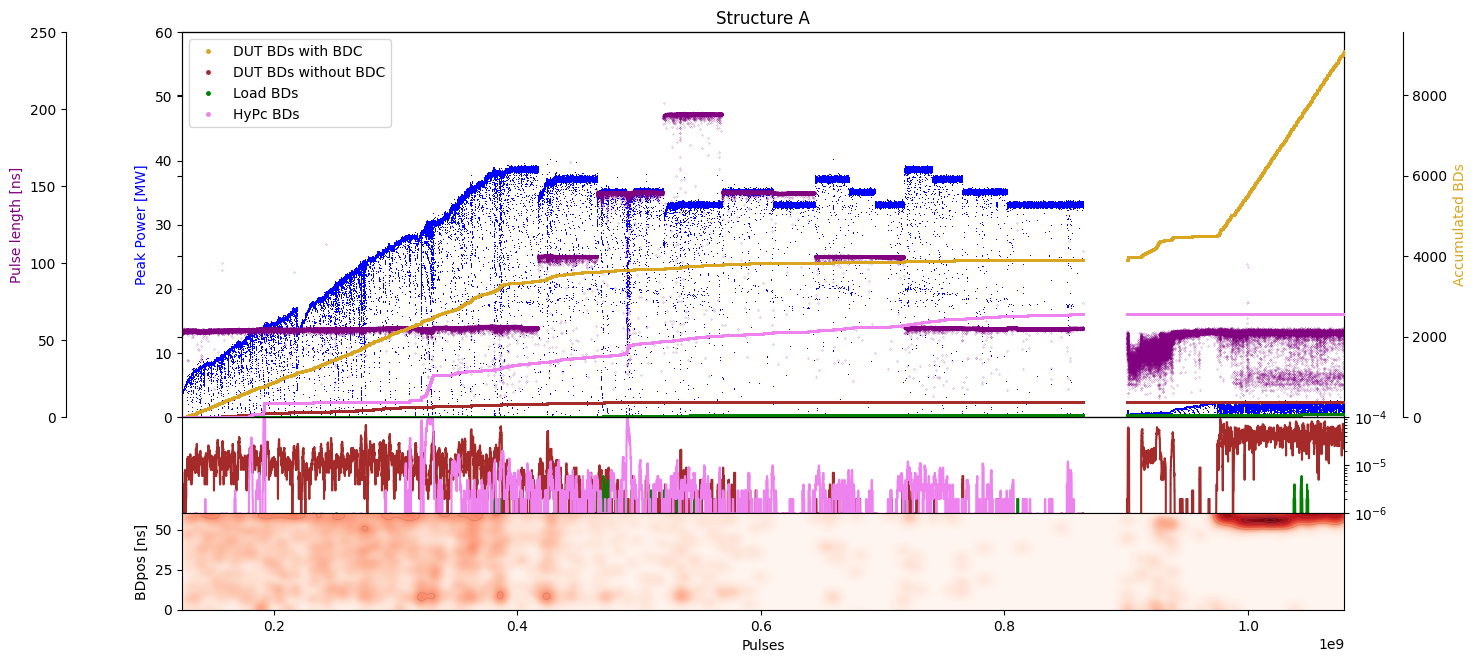 Structure A
250
200
150
100
50
0
Pulse length [ns]
60
50
40
30
20
10
0
Peak Power [MW]
DUT BDs with BDC
DUT BDs without BDC
Load BDs
HyPc BDs
8000
6000
4000
2000
0
Accumulated BDs
10⁻⁴
10⁻⁵
10⁻⁶
50
25
0
BDpos [ns]
0.2
0.4
0.6
0.8
1.0
1e9
Pulses